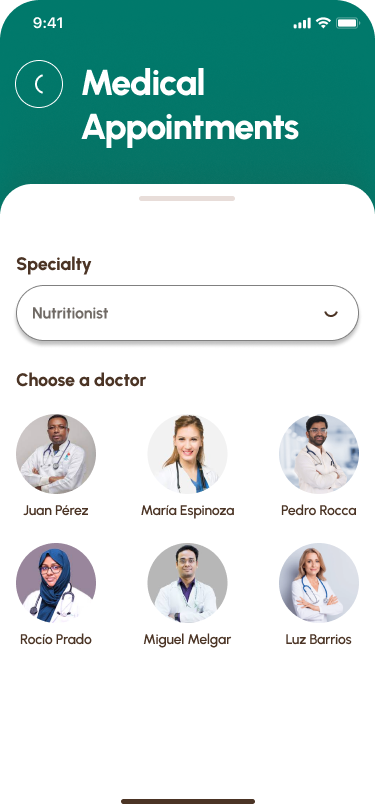 9:41
Medical
Appointments
Specialty
Nutritionist
Choose a doctor
Juan Pérez
María Espinoza
Pedro Rocca
Rocío Prado
Miguel Melgar
Luz Barrios